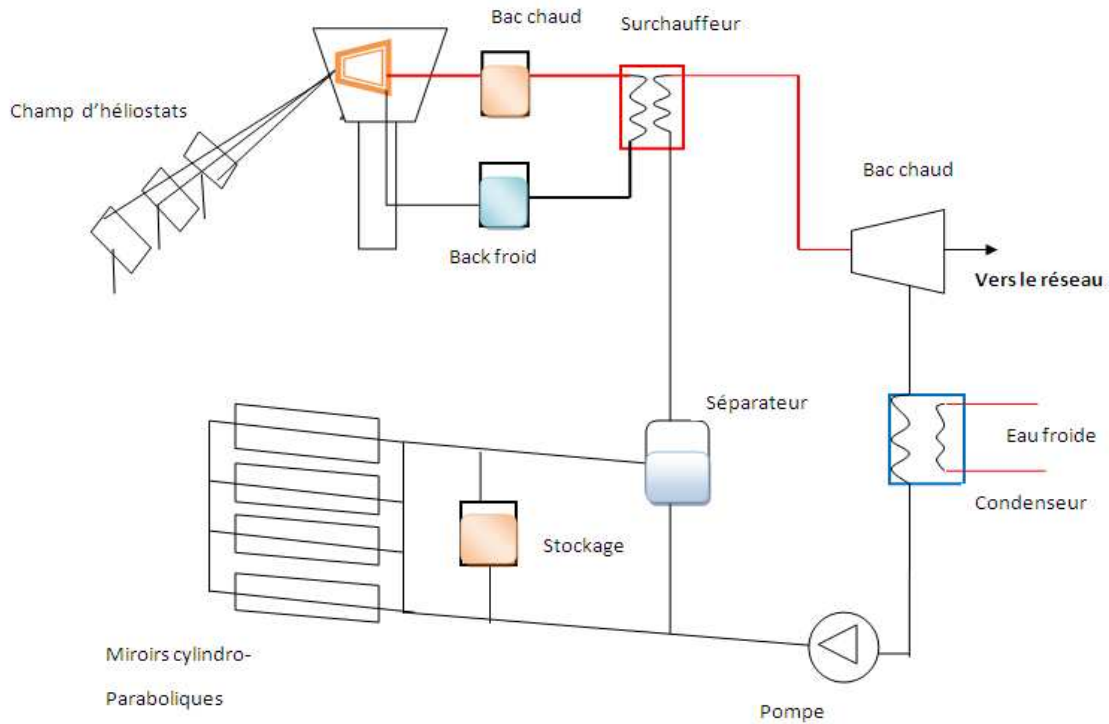 Bac chaud
Surchauffeur
Champ d'héliostats
Bac chaud
Back froid
Vers le réseau
Séparateur
Eau froide
Condenseur
Stockage
Miroirs cylindro-
Paraboliques
Pompe